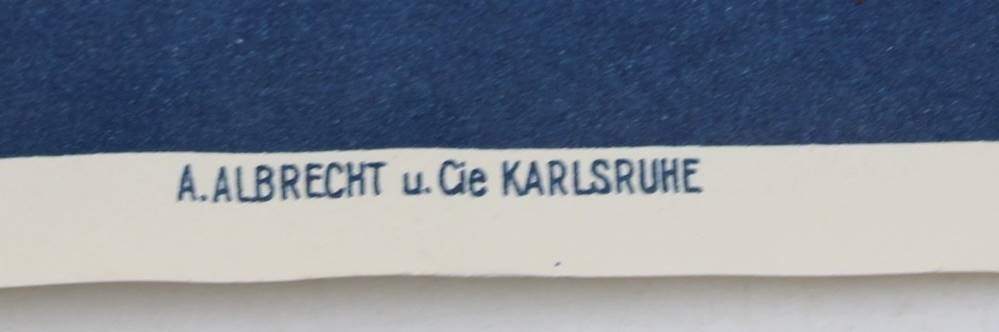 A. ALBRECHT u. Cie KARLSRUHE